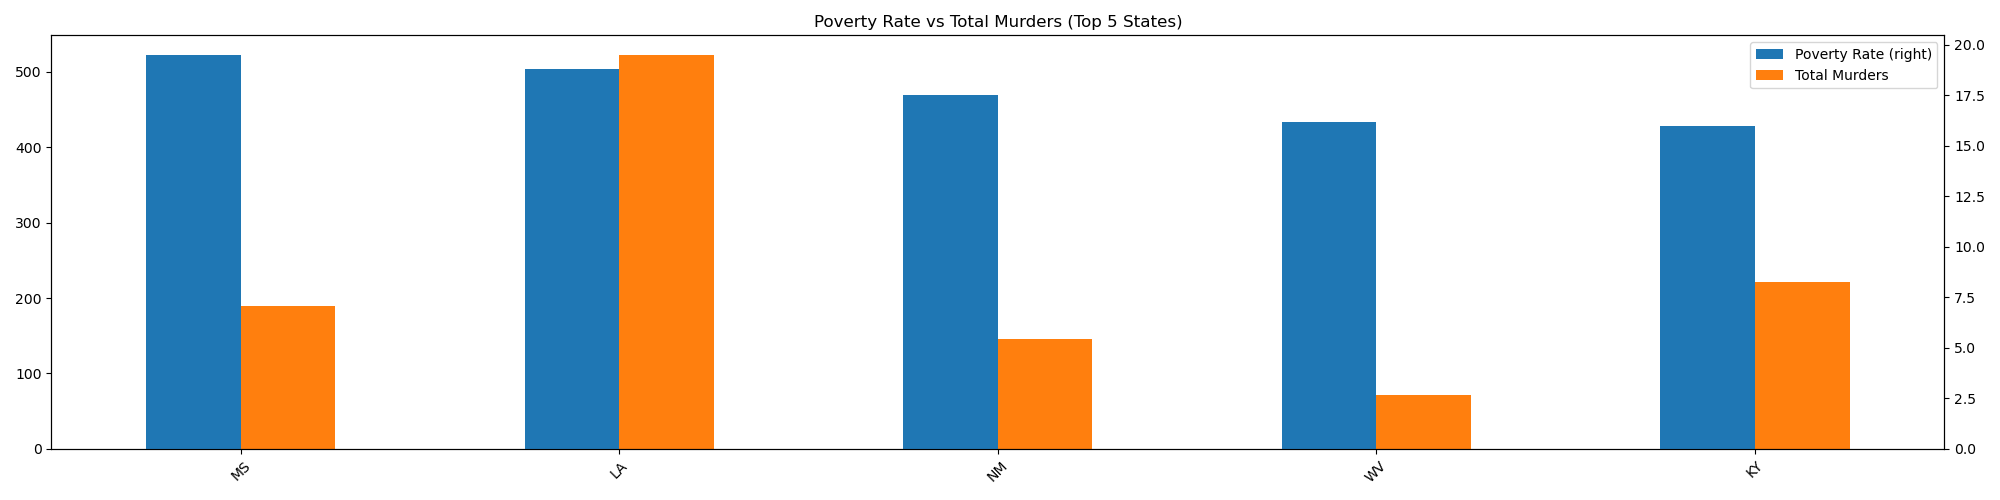 Poverty Rate vs Total Murders (Top 5 States)
Poverty Rate (right)
Total Murders
500
400
300
200
100
0
20.0
17.5
15.0
12.5
10.0
7.5
5.0
2.5
0.0
MS
LA
NM
WV
KY